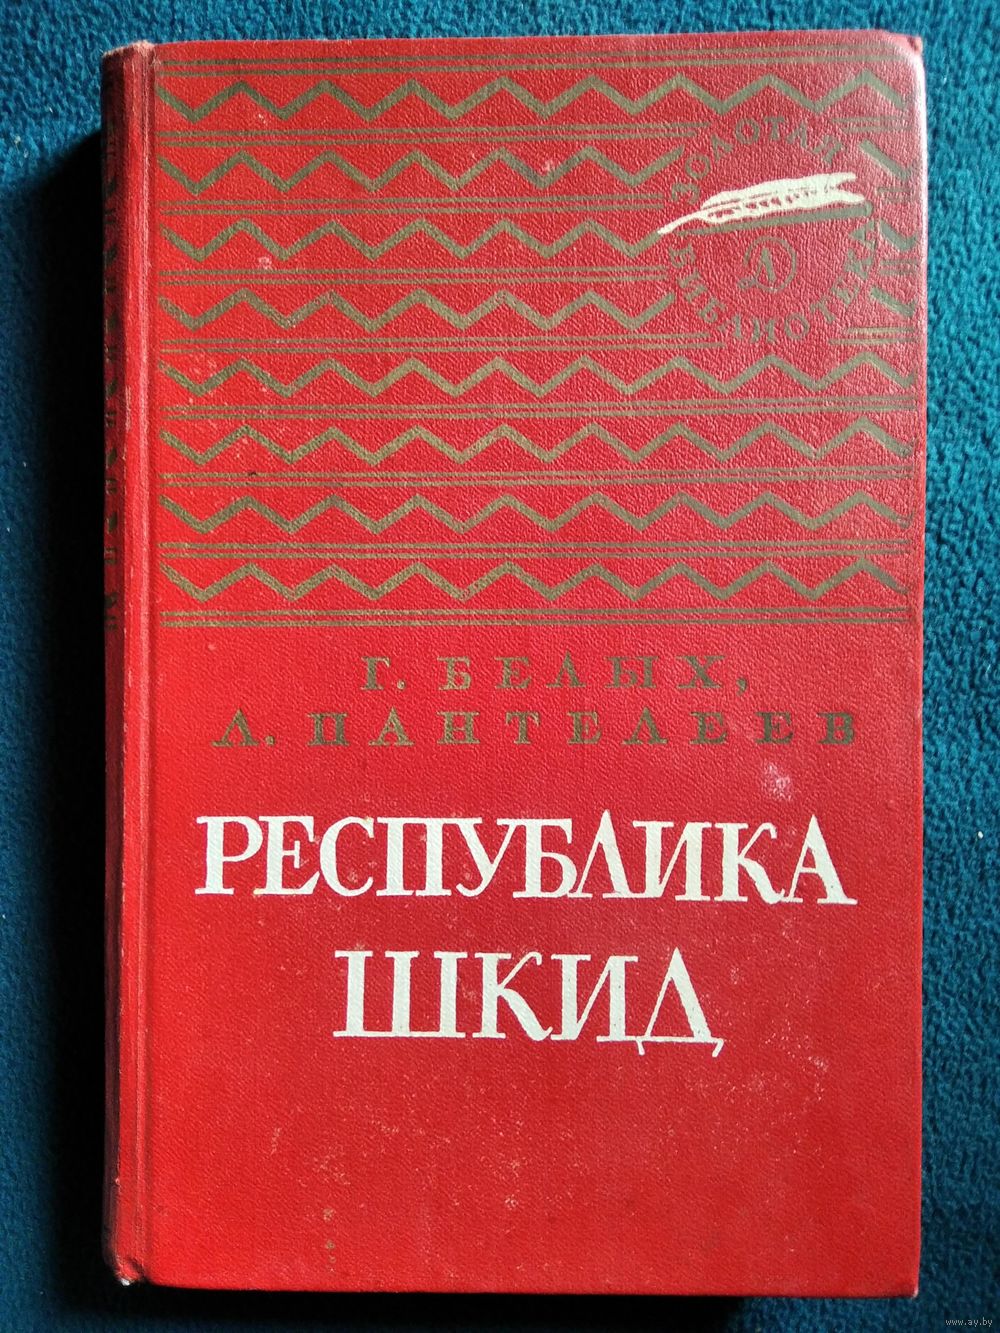 ЗОЛОТАЯ
БИБЛИОТЕКА
Л
Г. БЕЛЫХ,
Л. ПАНТЕЛЕЕВ
РЕСПУБЛИКА
ШКИД
www.ay.by